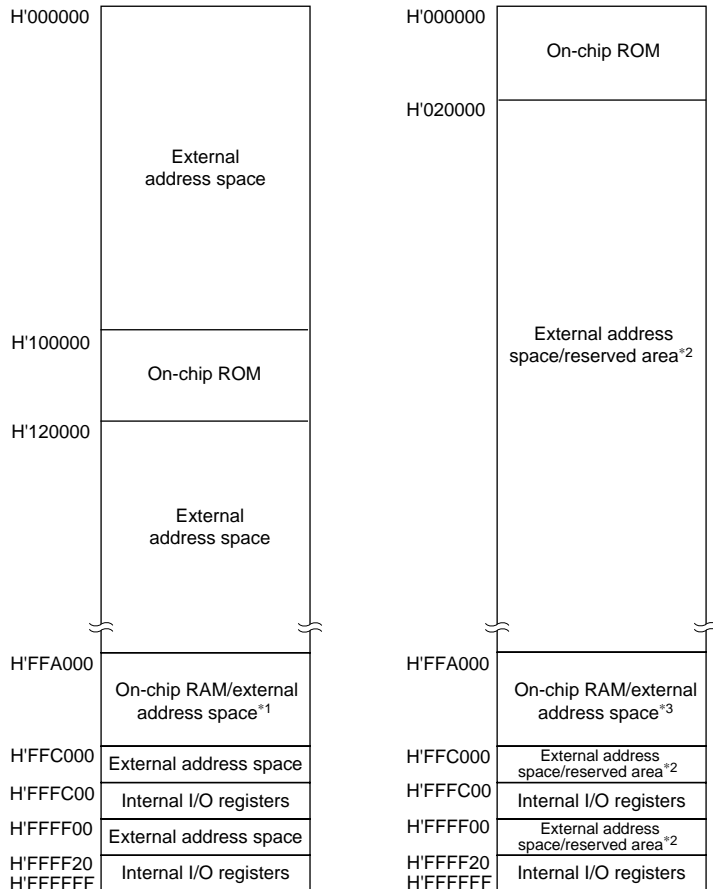 H'000000
External
address space
H'100000
On-chip ROM
H'120000
External
address space
H'FFA000
On-chip RAM/external
address space*1
H'FFC000
External address space
H'FFFC00
Internal I/O registers
H'FFFF00
External address space
H'FFFF20
Internal I/O registers
H'FFFFFF
H'000000
On-chip ROM
H'020000
External address
space/reserved area*2
H'FFA000
On-chip RAM/external
address space*3
H'FFC000
External address
space/reserved area*2
H'FFFC00
Internal I/O registers
H'FFFF00
External address
space/reserved area*2
H'FFFF20
Internal I/O registers
H'FFFFFF